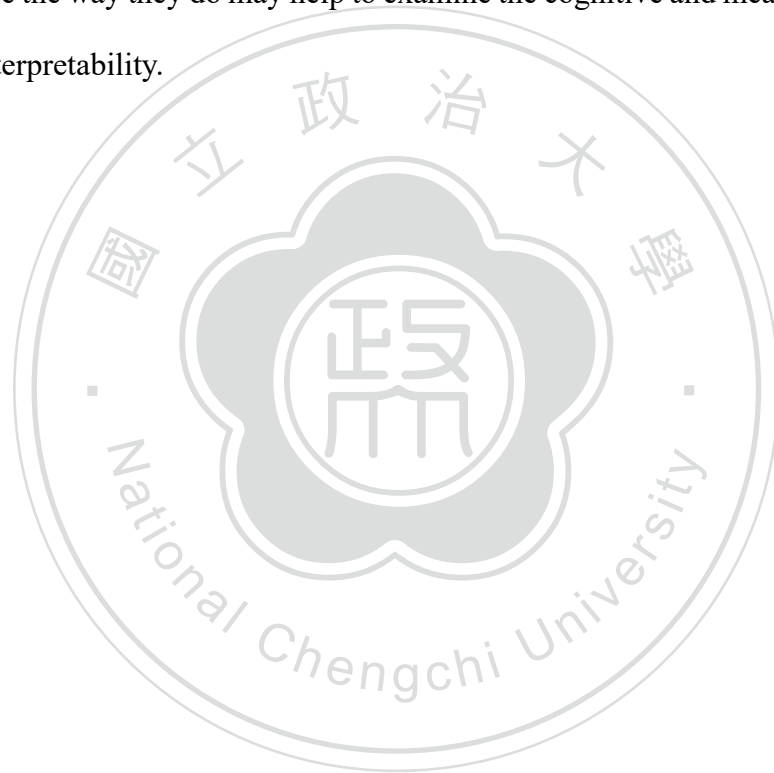 the way they do may help to examine the cognitive and
terpretability.
國立政治大學
政大
National Chengchi University